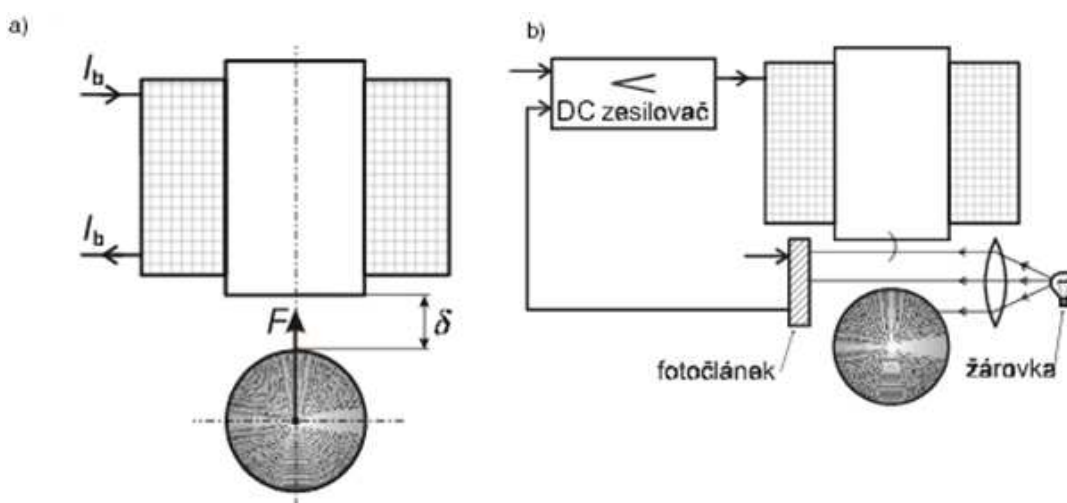 a)
I_b
I_b
F
δ
b)
DC zesilovač
fotočlánek
žárovka